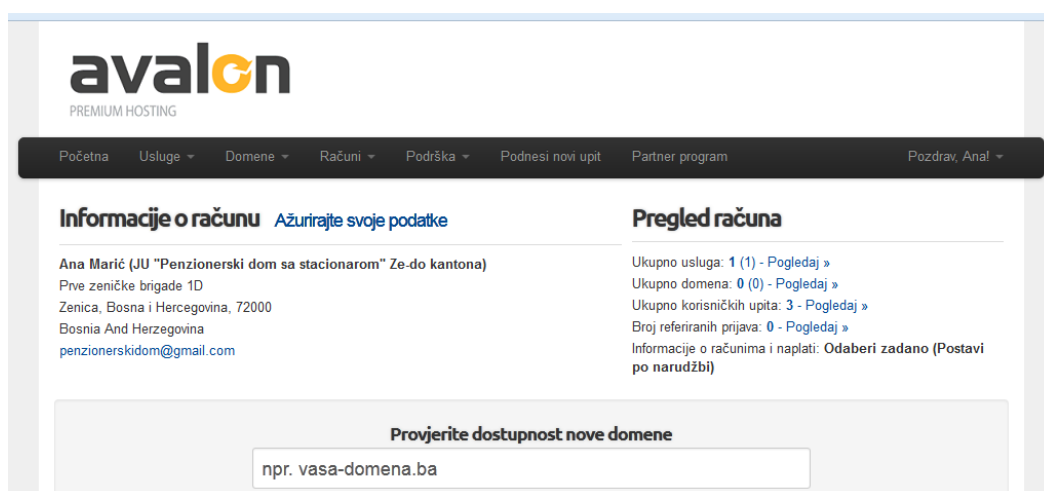 avalon
PREMIUM HOSTING
Početna Usluge Domene Računi Podrška Podnesi novi upit Partner program Pozdrav, Ana!
Informacije o računu Ažurirajte svoje podatke
Ana Marić (JU "Penzionerski dom sa stacionarom" Ze-do kantona)
Prve zeničke brigade 1D
Zenica, Bosna i Hercegovina, 72000
Bosnia And Herzegovina
penzionerskidom@gmail.com
Pregled računa
Ukupno usluga: 1 (1) - Pogledaj »
Ukupno domena: 0 (0) - Pogledaj »
Ukupno korisničkih upita: 3 - Pogledaj »
Broj referiranih prijava: 0 - Pogledaj »
Informacije o računima i naplati: Odaberi zadano (Postavi
po narudžbi)
Provjerite dostupnost nove domene
npr. vasa-domena.ba